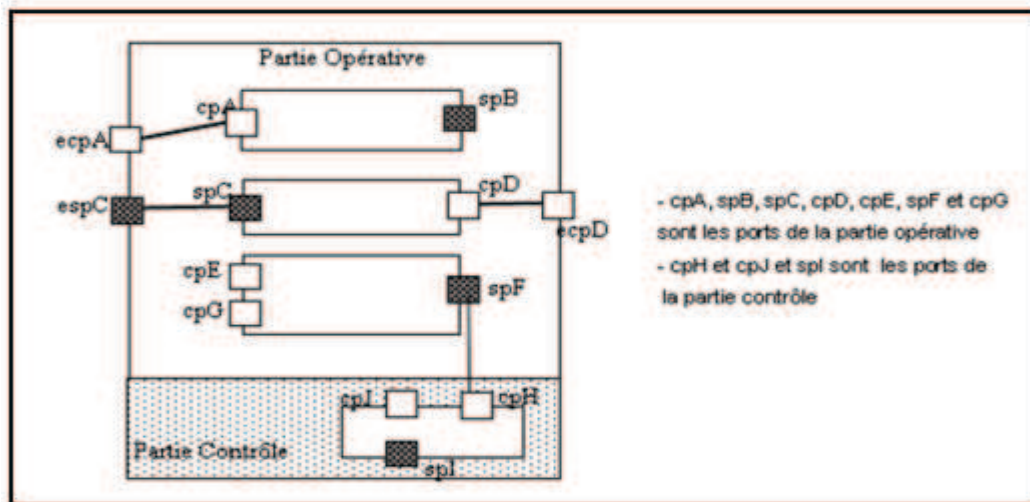 Partie Opérative
cpA
spB
ecpA
spC
cpD
espC
ecpD
cpE
spF
cpG
cpJ
cpH
Partie Contrôle
spI
- cpA, spB, spC, cpD, cpE, spF et cpG
sont les ports de la partie opérative
- cpH et cpJ et spI sont les ports de
la partie contrôle